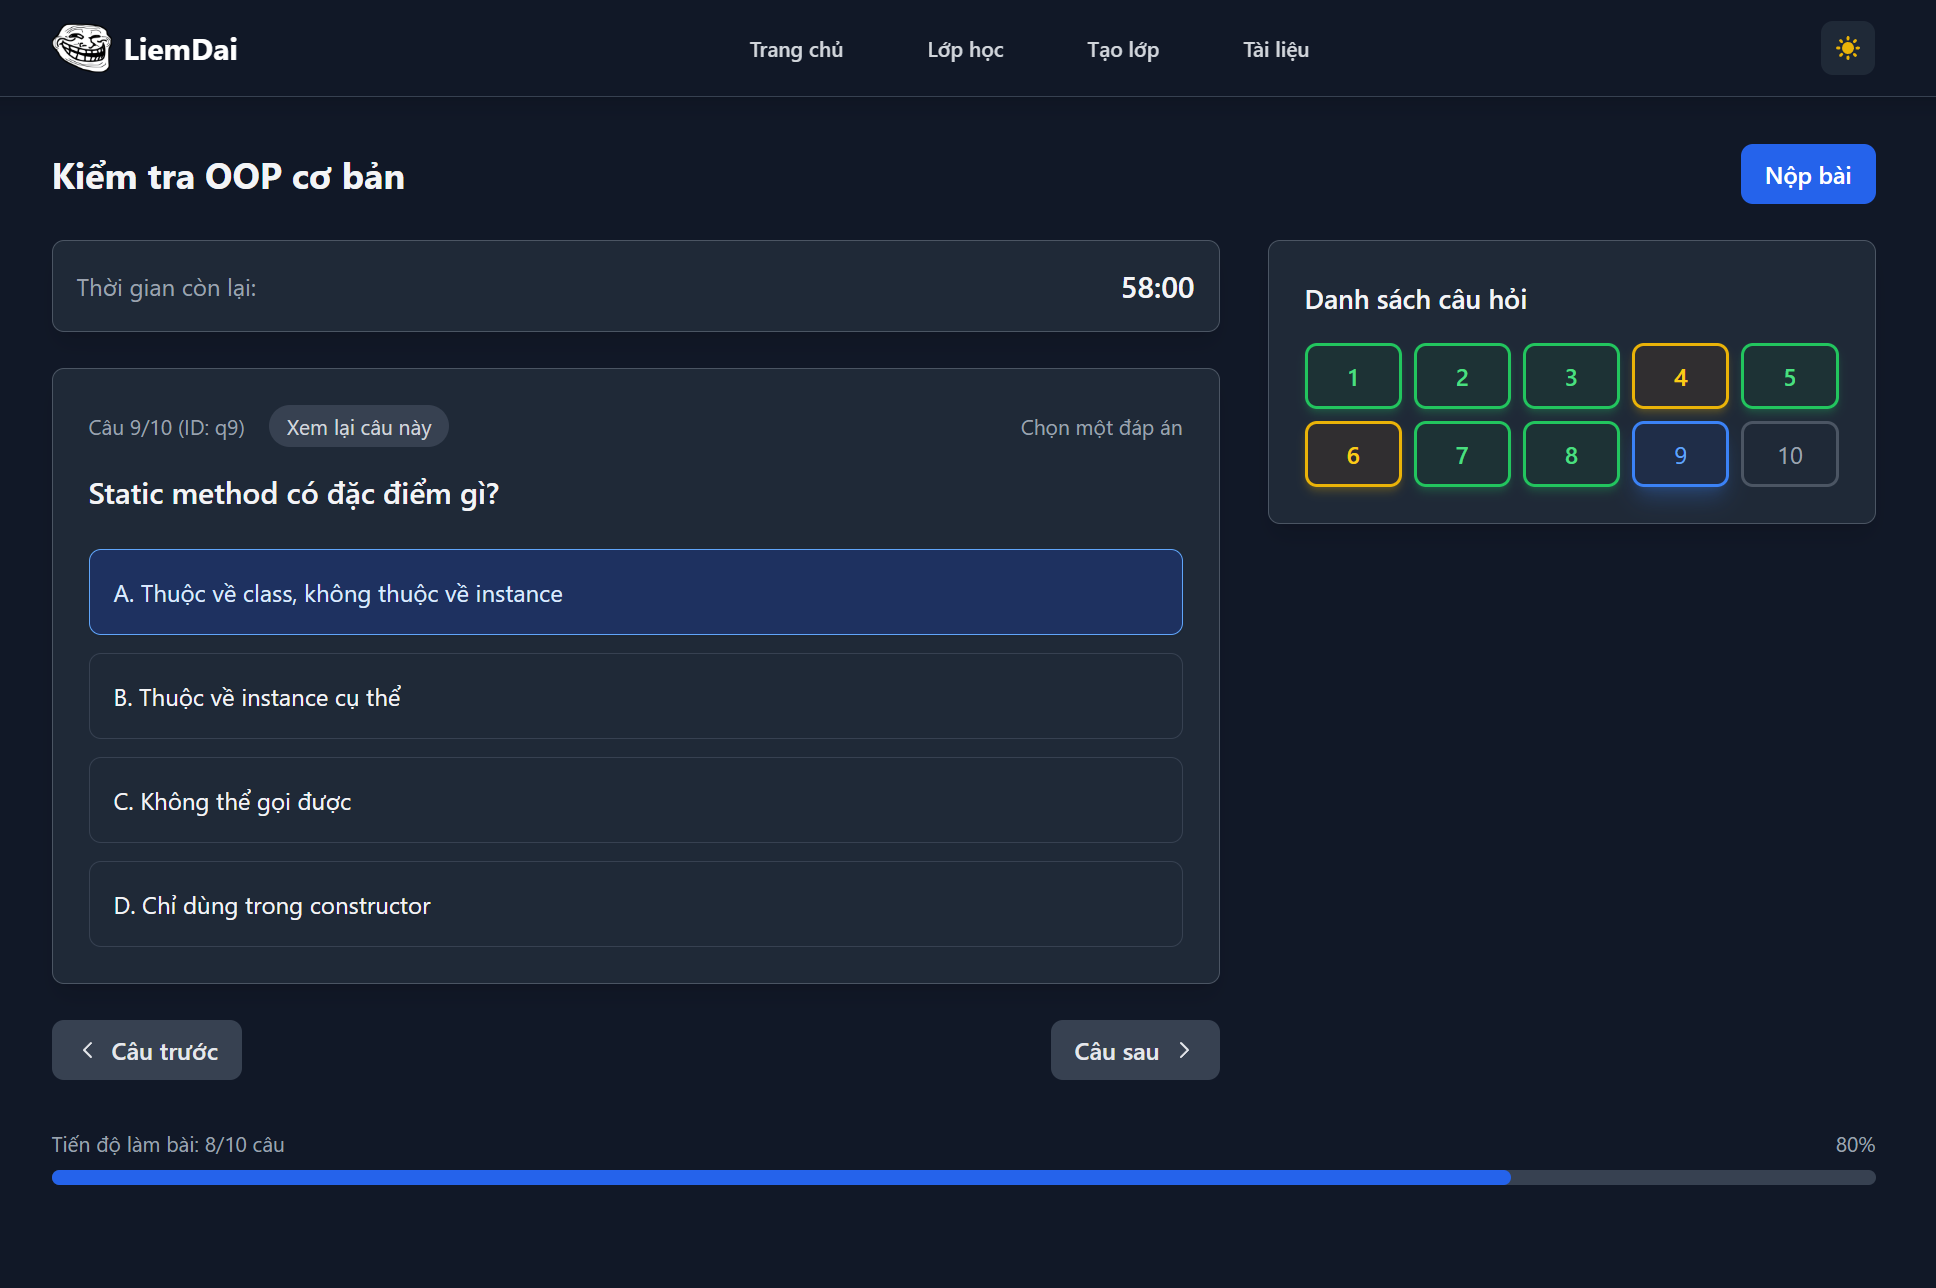 LiemDai
Trang chủ
Lớp học
Tạo lớp
Tài liệu
Kiểm tra OOP cơ bản
Nộp bài
Thời gian còn lại:
58:00
Câu 9/10 (ID: q9)
Xem lại câu này
Chọn một đáp án
Static method có đặc điểm gì?
A. Thuộc về class, không thuộc về instance
B. Thuộc về instance cụ thể
C. Không thể gọi được
D. Chỉ dùng trong constructor
Câu trước
Câu sau
Danh sách câu hỏi
1 2 3 4 5
6 7 8 9 10
Tiến độ làm bài: 8/10 câu
80%